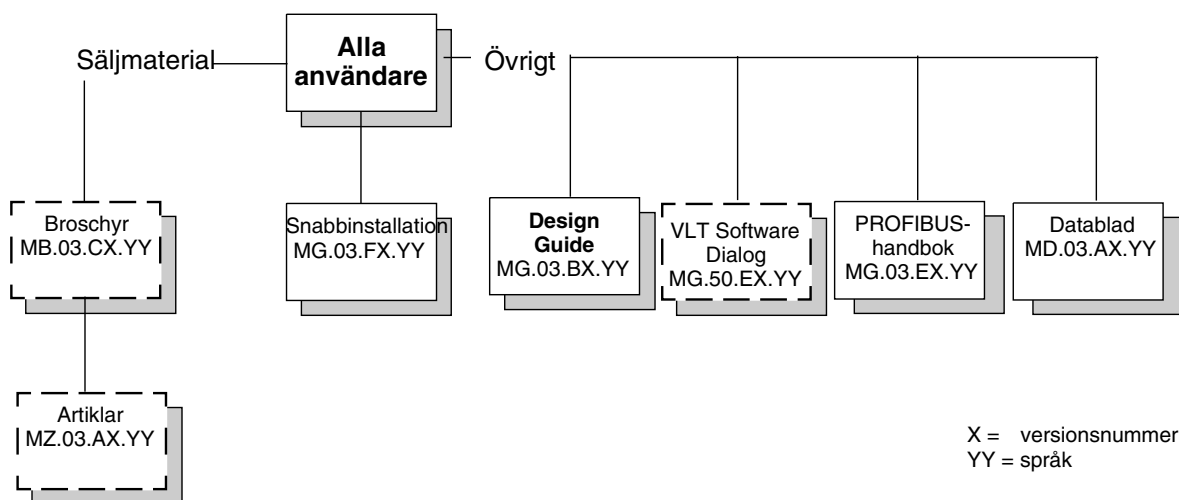 Säljmaterial
Alla
användare
Övrigt
Broschyr
MB.03.CX.YY
Snabbinstallation
MG.03.FX.YY
Design
Guide
MG.03.BX.YY
VLT Software
Dialog
MG.50.EX.YY
PROFIBUS-
handbok
MG.03.EX.YY
Datablad
MD.03.AX.YY
Artiklar
MZ.03.AX.YY
X = versionsnummer
YY = språk